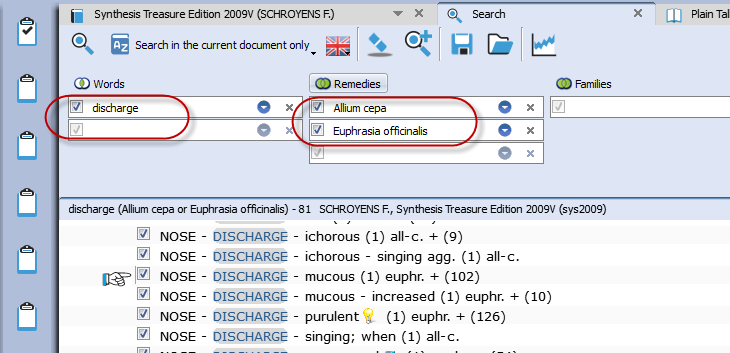 Synthesis Treasure Edition 2009V (SCHROYENS F.)
Search
Plain Tal
Search in the current document only
Words
Remedies
Families
discharge
Allium cepa
Euphrasia officinalis
discharge (Allium cepa or Euphrasia officinalis) - 81 SCHROYENS F., Synthesis Treasure Edition 2009V (sys2009)
NOSE - DISCHARGE - ichorous (1) all-c. + (9)
NOSE - DISCHARGE - ichorous - singing agg. (1) all-c.
NOSE - DISCHARGE - mucous (1) euphr. + (102)
NOSE - DISCHARGE - mucous - increased (1) euphr. + (10)
NOSE - DISCHARGE - purulent (1) euphr. + (126)
NOSE - DISCHARGE - singing; when (1) all-c.